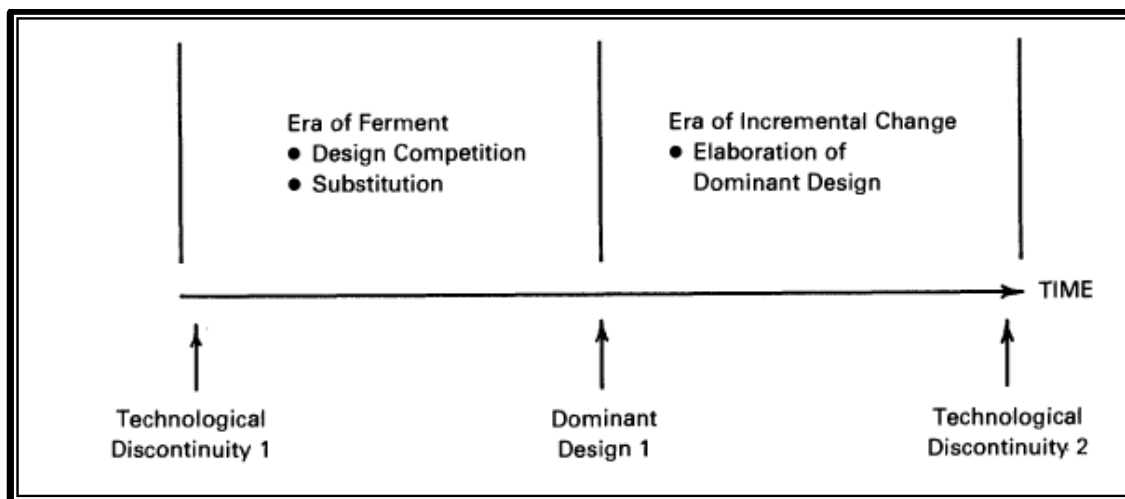 Era of Ferment
● Design Competition
● Substitution
Era of Incremental Change
● Elaboration of
Dominant Design
TIME
Technological
Discontinuity 1
Dominant
Design 1
Technological
Discontinuity 2